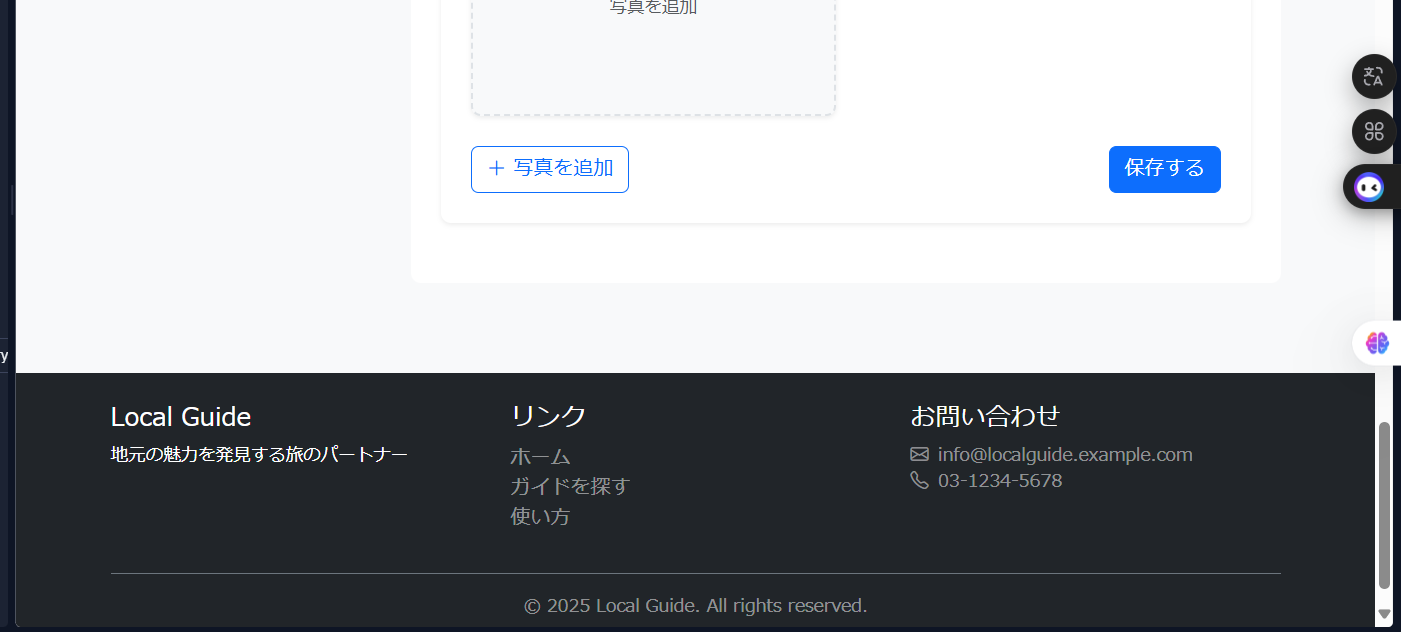 写真を追加
+ 写真を追加
保存する
y
Local Guide
地元の魅力を発見する旅のパートナー
リンク
ホーム
ガイドを探す
使い方
お問い合わせ
info@localguide.example.com
03-1234-5678
© 2025 Local Guide. All rights reserved.